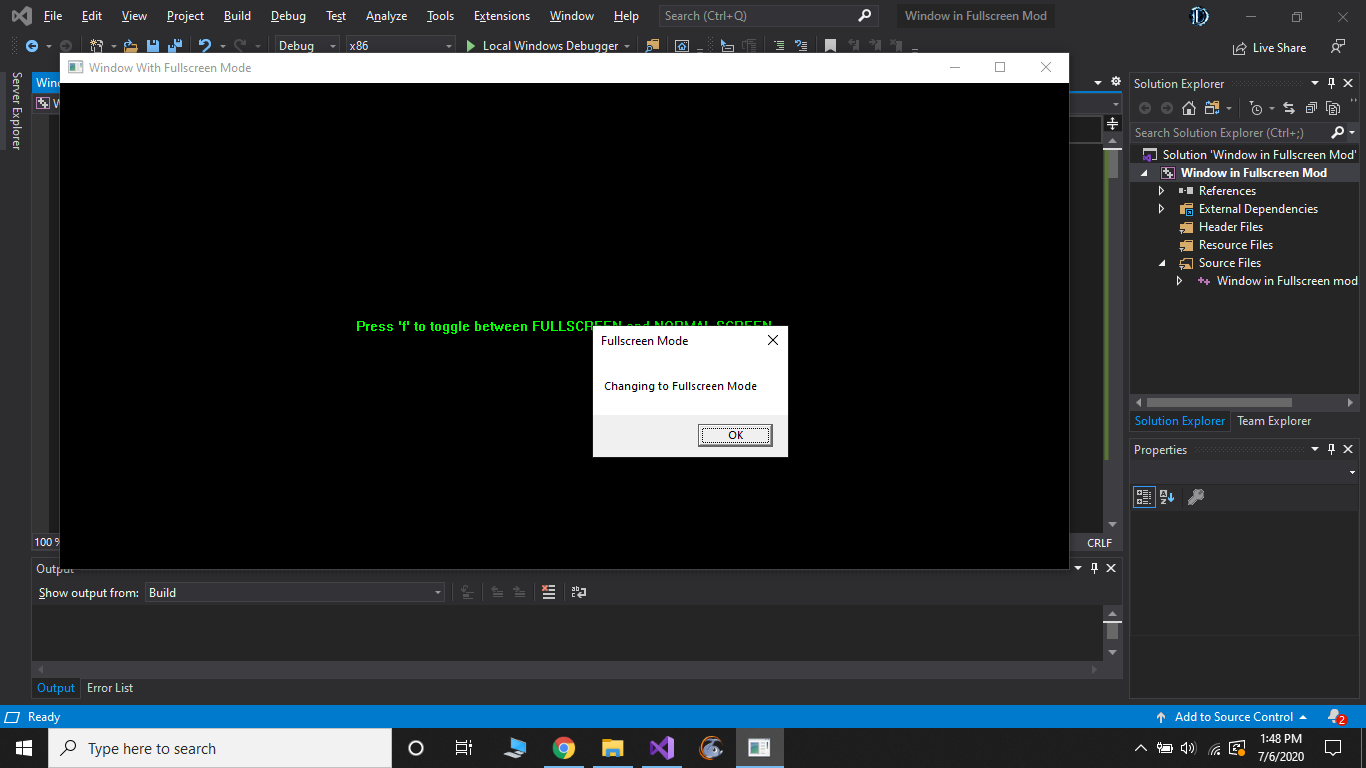 File Edit View Project Build Debug Test Analyze Tools Extensions Window Help Search (Ctrl+Q) Window in Fullscreen Mod
Debug x86 Local Windows Debugger Live Share
Server Explorer
Window With Fullscreen Mode
Press 'f' to toggle between FULLSCREEN and NORMAL SCREEN
Fullscreen Mode
Changing to Fullscreen Mode
OK
100 %
CRLF
Output
Show output from: Build
Output Error List
Solution Explorer
Search Solution Explorer (Ctrl+;)
Solution 'Window in Fullscreen Mod'
Window in Fullscreen Mod
References
External Dependencies
Header Files
Resource Files
Source Files
Window in Fullscreen mod
Solution Explorer Team Explorer
Properties
Ready Add to Source Control 2
Type here to search
1:48 PM
7/6/2020